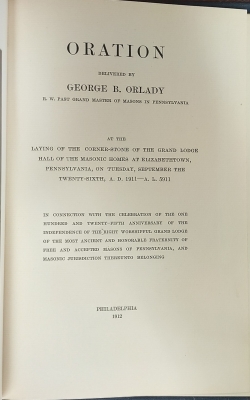 ORATION
DELIVERED BY
GEORGE B. ORLADY
R. W. PAST GRAND MASTER OF MASONS IN PENNSYLVANIA
AT THE
LAYING OF THE CORNER-STONE OF THE GRAND LODGE
HALL OF THE MASONIC HOMES AT ELIZABETHTOWN,
PENNSYLVANIA, ON TUESDAY, SEPTEMBER THE
TWENTY-SIXTH, A. D. 1911—A. L. 5911
IN CONNECTION WITH THE CELEBRATION OF THE ONE
HUNDRED AND TWENTY-FIFTH ANNIVERSARY OF THE
INDEPENDENCE OF THE RIGHT WORSHIPFUL GRAND LODGE
OF THE MOST ANCIENT AND HONORABLE FRATERNITY OF
FREE AND ACCEPTED MASONS OF PENNSYLVANIA, AND
MASONIC JURISDICTION THEREUNTO BELONGING
PHILADELPHIA
1912